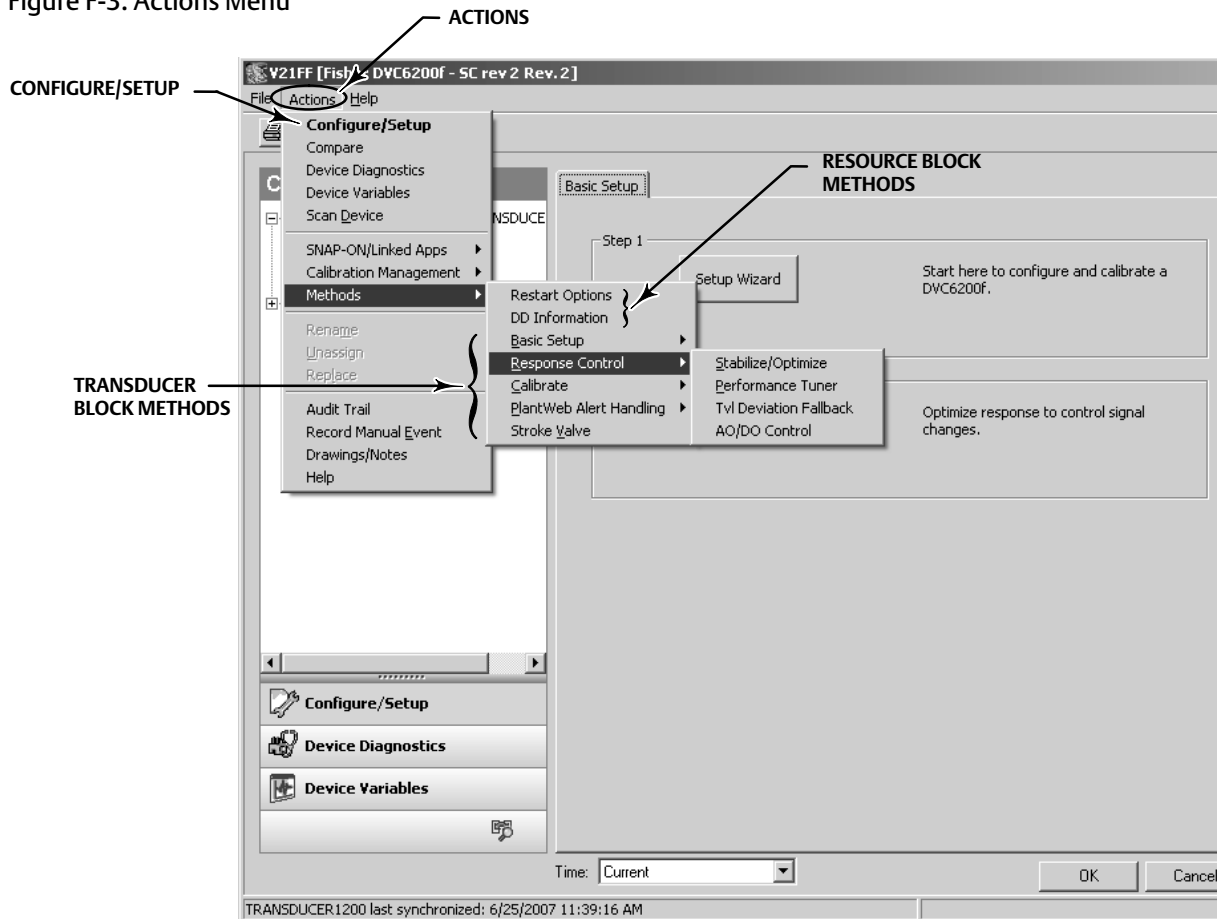 Figure F-3. Actions Menu
ACTIONS
CONFIGURE/SETUP
V21FF [Fisher DVC6200f - SC rev 2 Rev. 2]
File Actions Help
Configure/Setup
Compare
Device Diagnostics
Device Variables
Scan Device
SNAP-ON/Linked Apps
Calibration Management
Methods
Rename
Unassign
Replace
Audit Trail
Record Manual Event
Drawings/Notes
Help
NSDUCE
RESOURCE BLOCK
METHODS
Restart Options
DD Information
Basic Setup
Response Control
Calibrate
PlantWeb Alert Handling
Stroke Valve
Stabilize/Optimize
Performance Tuner
Tvl Deviation Fallback
AO/DO Control
TRANSDUCER
BLOCK METHODS
Basic Setup
Step 1
Setup Wizard
Start here to configure and calibrate a
DVC6200f.
Optimize response to control signal
changes.
Configure/Setup
Device Diagnostics
Device Variables
Time: Current
OK Cancel
TRANSDUCER1200 last synchronized: 6/25/2007 11:39:16 AM